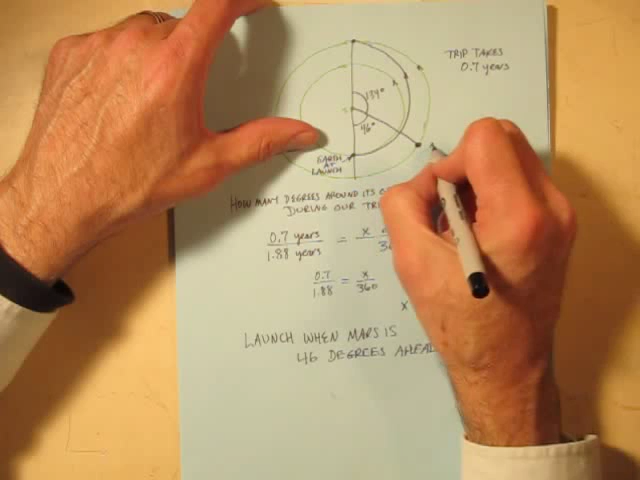 TRIP TAKES
0.7 years
134°
46°
EARTH
AT
LAUNCH
HOW MANY DEGREES AROUND ITS
DURING OUR
0.7 years / 1.88 years = x
0.7 / 1.88 = x / 360
x
LAUNCH WHEN MARS IS
46 DEGREES AHEAD